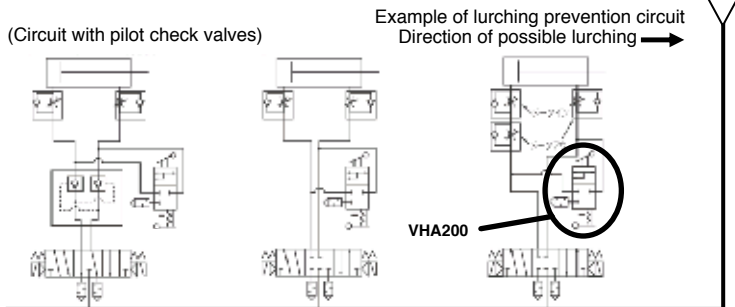 Example of lurching prevention circuit
(Circuit with pilot check valves)
Direction of possible lurching
VHA200